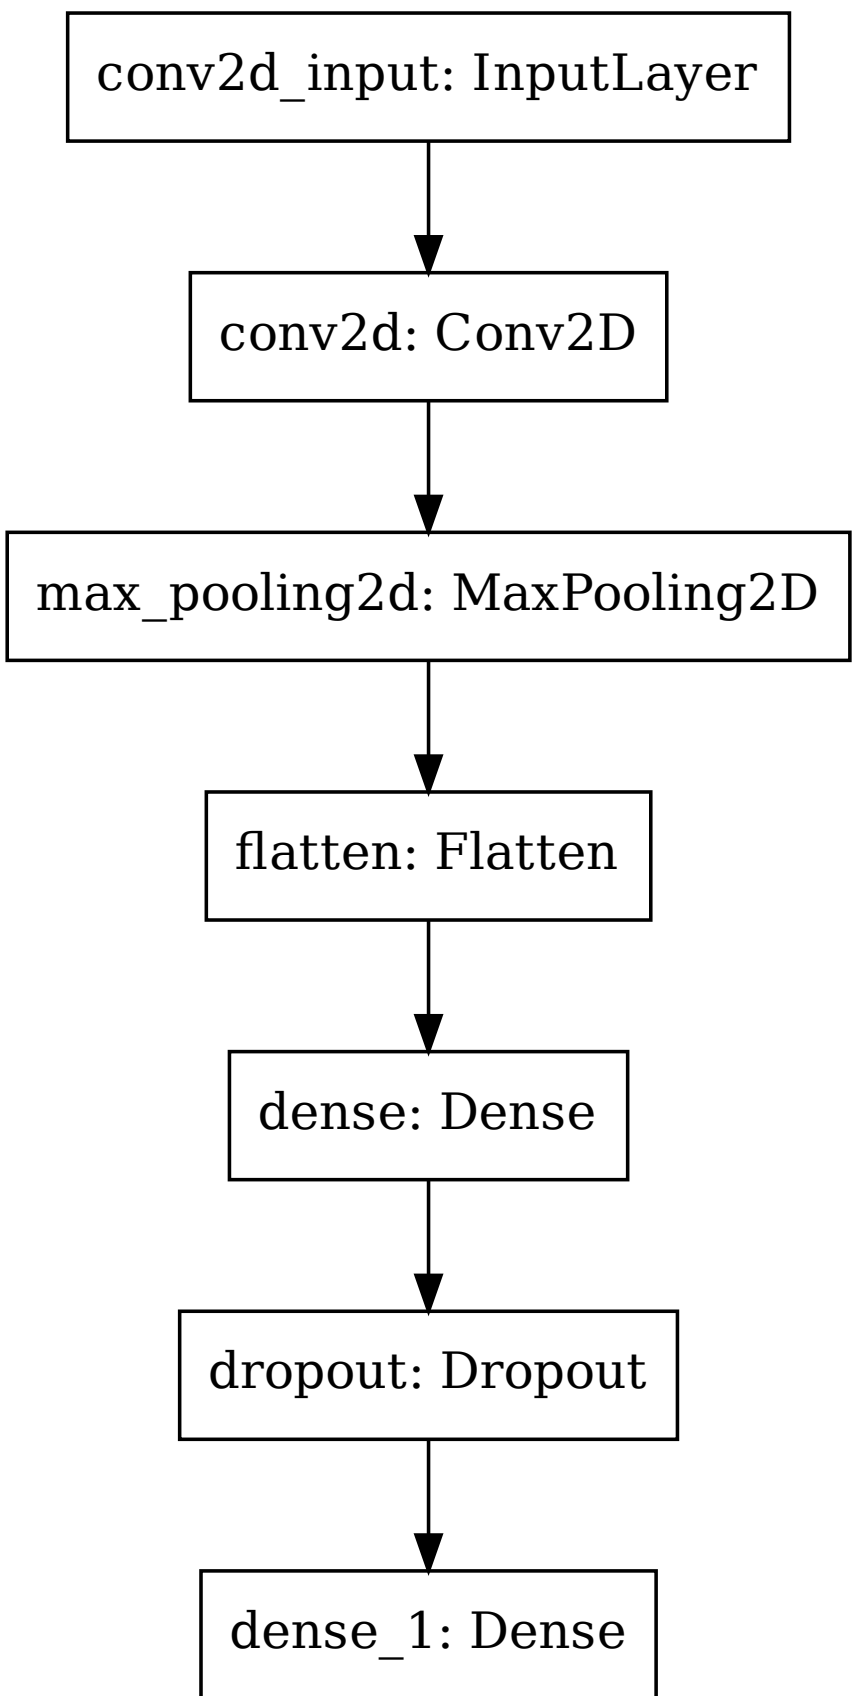 conv2d_input: InputLayer
conv2d: Conv2D
max_pooling2d: MaxPooling2D
flatten: Flatten
dense: Dense
dropout: Dropout
dense_1: Dense